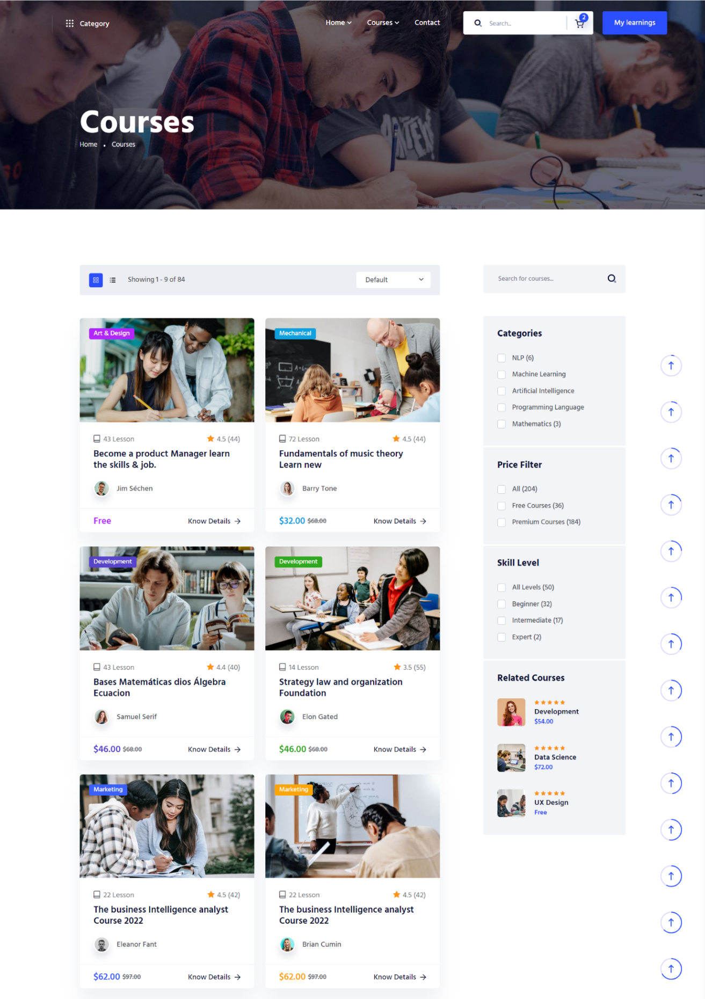 Category
Home
Courses
Contact
Search...
2
My learnings
Courses
Home • Courses
Showing 1 - 9 of 84
Default
Search for courses...
Art & Design
43 Lesson
4.5 (44)
Become a product Manager learn
the skills & job.
Jim Séchen
Free
Know Details →
Mechanical
72 Lesson
4.5 (44)
Fundamentals of music theory
Learn new
Barry Tone
$32.00 $68.00
Know Details →
Development
43 Lesson
4.4 (40)
Bases Matemáticas dios Álgebra
Ecuacion
Samuel Serif
$46.00 $68.00
Know Details →
Development
14 Lesson
3.5 (55)
Strategy law and organization
Foundation
Elon Gated
$46.00 $68.00
Know Details →
Marketing
22 Lesson
4.5 (42)
The business Intelligence analyst
Course 2022
Eleanor Fant
$62.00 $97.00
Know Details →
Marketing
22 Lesson
4.5 (42)
The business Intelligence analyst
Course 2022
Brian Cumin
$62.00 $97.00
Know Details →
Categories
NLP (6)
Machine Learning
Artificial Intelligence
Programming Language
Mathematics (3)
Price Filter
All (204)
Free Courses (36)
Premium Courses (184)
Skill Level
All Levels (50)
Beginner (32)
Intermediate (17)
Expert (2)
Related Courses
Development
$54.00
Data Science
$72.00
UX Design
Free